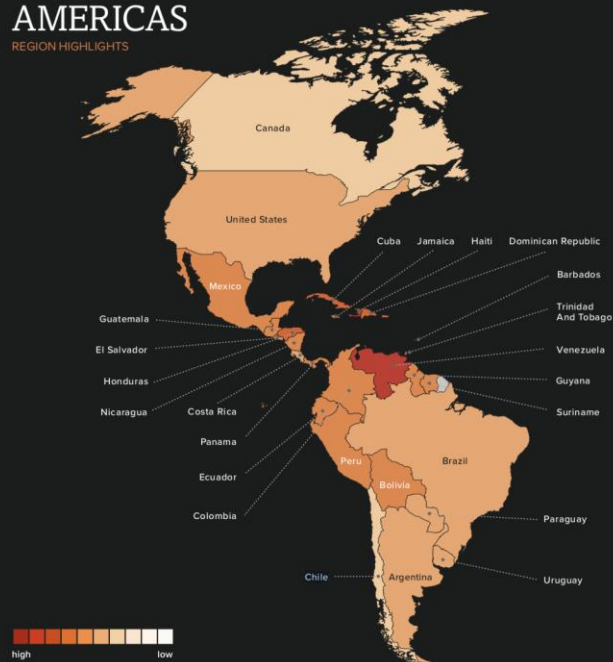 AMERICAS
REGION HIGHLIGHTS
Canada
United States
Cuba
Jamaica
Haiti
Dominican Republic
Barbados
Mexico
Trinidad
And Tobago
Guatemala
El Salvador
Venezuela
Honduras
Guyana
Nicaragua
Costa Rica
Suriname
Panama
Peru
Brazil
Ecuador
Bolivia
Colombia
Paraguay
Chile
Argentina
Uruguay
high
low